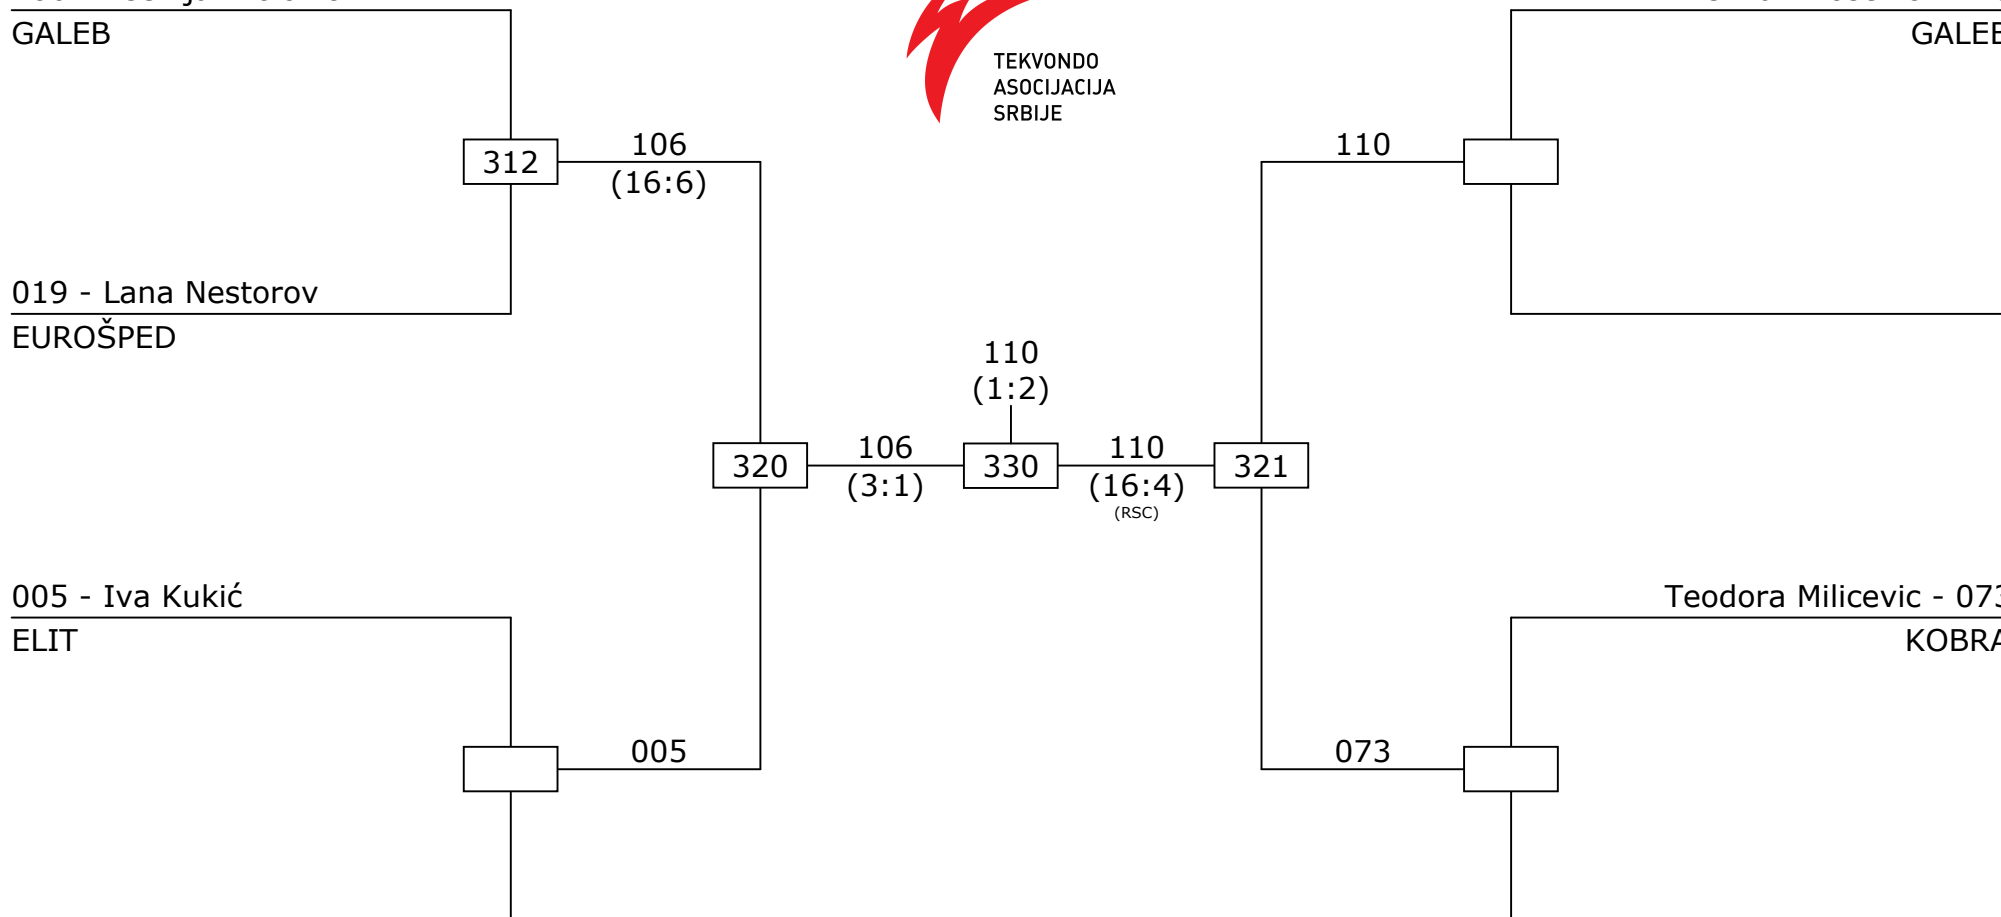 GALEB
GALEB
TEKVONDO
ASOCIJACIJA
SRBIJE
312
106
(16:6)
110
019 - Lana Nestorov
EUROŠPED
110
(1:2)
320
106
(3:1)
330
110
(16:4)
(RSC)
321
005 - Iva Kukić
ELIT
Teodora Milicevic - 073
KOBRA
005
073